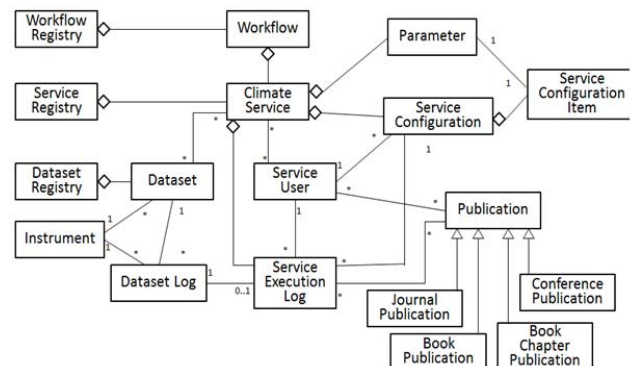 Workflow
Registry
Workflow
Parameter
1
Service
Registry
Climate
Service
Service
Configuration
1
Service
Configuration
Item
*
*
*
1
Dataset
Registry
*
Dataset
Service
User
1
*
*
Publication
1
*
1
1
*
Instrument
1
*
*
*
*
Dataset Log
1
0..1
Service
Execution
Log
*
*
Journal
Publication
Conference
Publication
Book
Publication
Book
Chapter
Publication